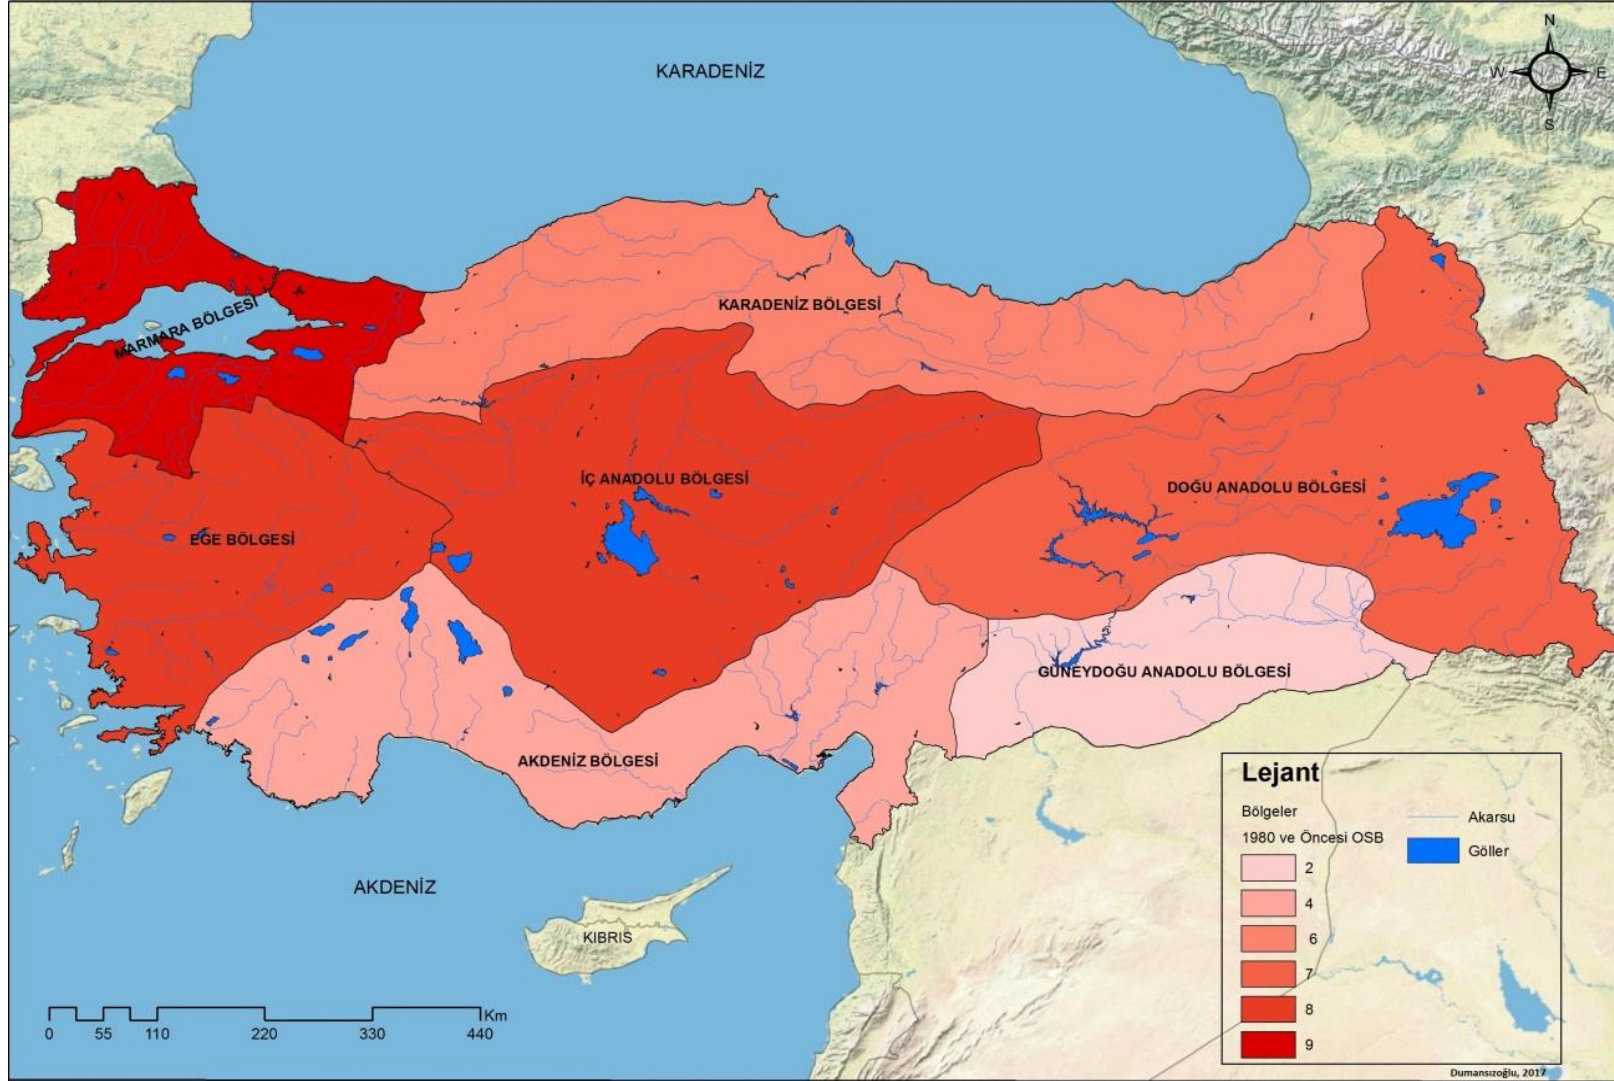 KARADENİZ
N
W
E
S
MARMARA BÖLGESİ
KARADENİZ BÖLGESİ
İÇ ANADOLU BÖLGESİ
DOĞU ANADOLU BÖLGESİ
EGE BÖLGESİ
GÜNEYDOĞU ANADOLU BÖLGESİ
AKDENİZ BÖLGESİ
AKDENİZ
KIBRIS
Lejant
Bölgeler
1980 ve Öncesi OSB
2
4
6
7
8
9
Akarsu
Göller
Km
0 55 110 220 330 440
Dumansızoğlu, 2017